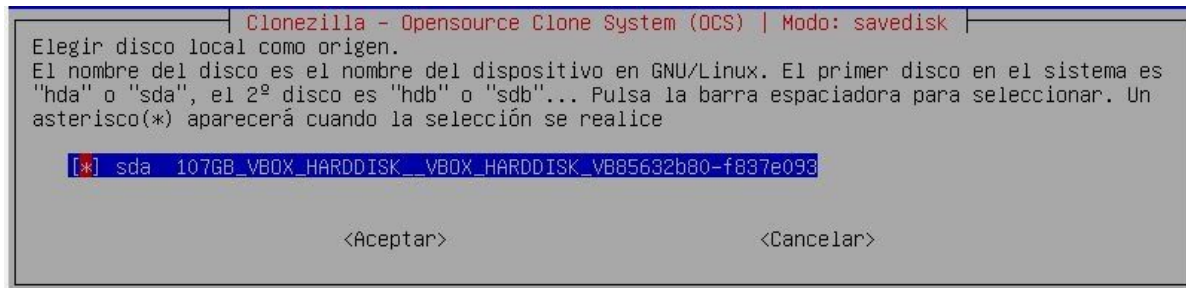 Clonezilla - Opensource Clone System (OCS) | Modo: savedisk
Elegir disco local como origen.
El nombre del disco es el nombre del dispositivo en GNU/Linux. El primer disco en el sistema es
"hda" o "sda", el 2º disco es "hdb" o "sdb"... Pulsa la barra espaciadora para seleccionar. Un
asterisco(*) aparecerá cuando la selección se realice
[*] sda 107GB_VBOX_HARDDISK__VBOX_HARDDISK_VB85632b80-f837e093
<Aceptar> <Cancelar>